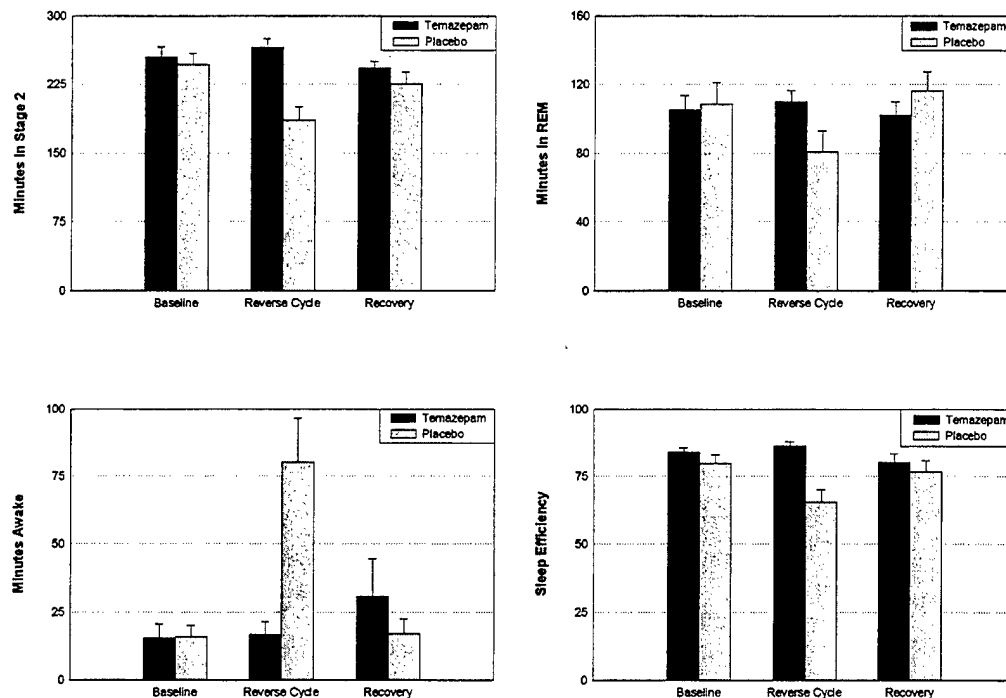 Minutes In Stage 2
300
225
150
75
0
Temazepam
Placebo
Baseline
Reverse Cycle
Recovery
Minutes In REM
160
120
80
40
0
Temazepam
Placebo
Baseline
Reverse Cycle
Recovery
Minutes Awake
100
75
50
25
0
Temazepam
Placebo
Baseline
Reverse Cycle
Recovery
Sleep Efficiency
100
75
50
25
0
Temazepam
Placebo
Baseline
Reverse Cycle
Recovery